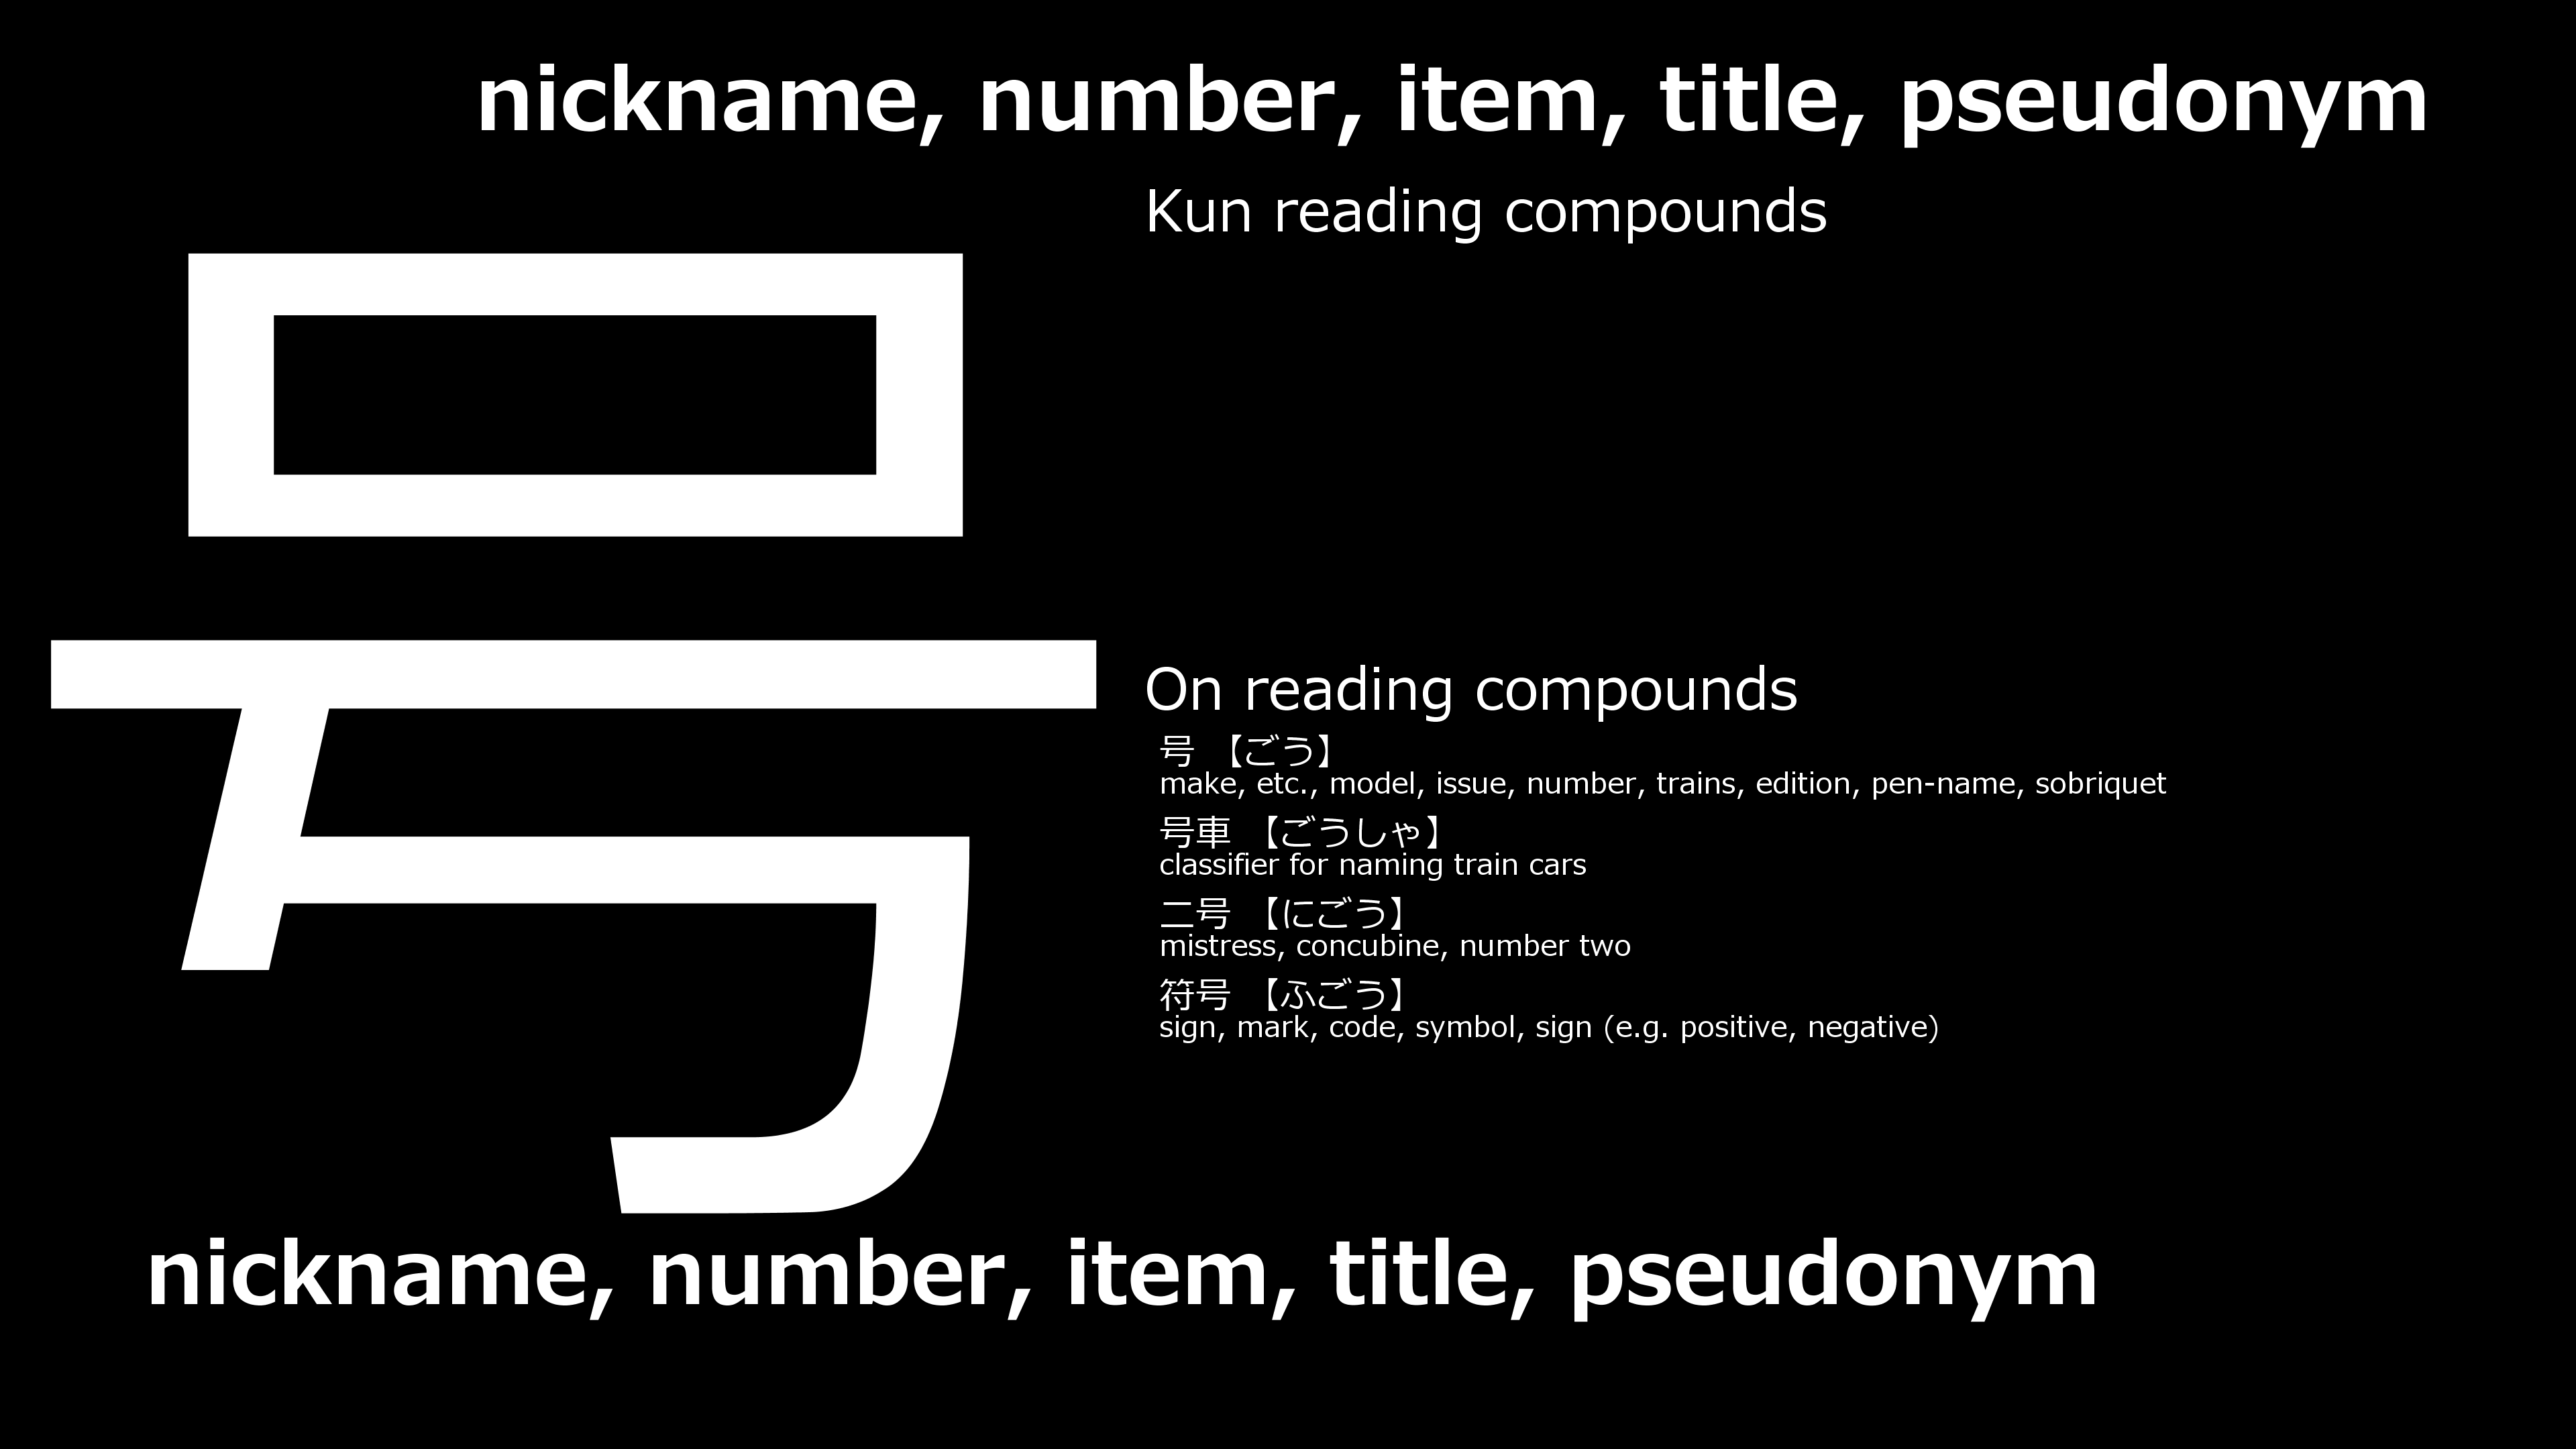 nickname, number, item, title, pseudonym
Kun reading compounds
号
On reading compounds
号 【ごう】
make, etc., model, issue, number, trains, edition, pen-name, sobriquet
号車 【ごうしゃ】
classifier for naming train cars
二号 【にごう】
mistress, concubine, number two
符号 【ふごう】
sign, mark, code, symbol, sign (e.g. positive, negative)
nickname, number, item, title, pseudonym